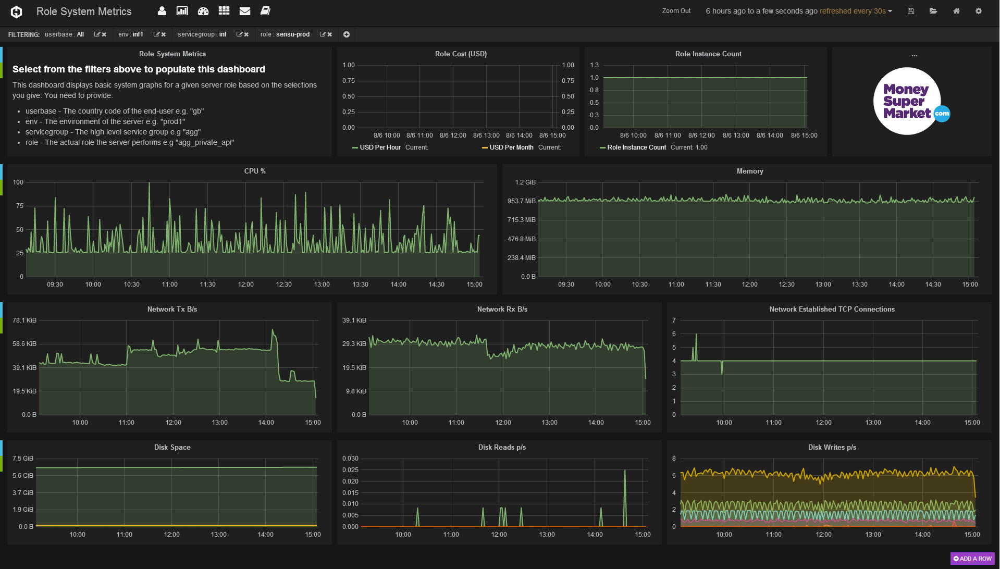 Role System Metrics
Zoom Out 6 hours ago to a few seconds ago refreshed every 30s
FILTERING: userbase : All env : inf1 servicegroup : inf role : sensu-prod
Role System Metrics
Select from the filters above to populate this dashboard
This dashboard displays basic system graphs for a given server role based on the selections
you give. You need to provide:
• userbase - The country code of the end-user e.g. "gb"
• env - The environment of the server e.g. "prod1"
• servicegroup - The high level service group e.g "agg"
• role - The actual role the server performs e.g "agg_private_api"
Role Cost (USD)
1.00 1.00
0.75 0.75
0.50 0.50
0.25 0.25
0.00 0.00
8/6 10:00 8/6 11:00 8/6 12:00 8/6 13:00 8/6 14:00 8/6 15:00
USD Per Hour Current: USD Per Month Current:
Role Instance Count
1.3
1.0
0.8
0.5
0.3
0.0
8/6 10:00 8/6 11:00 8/6 12:00 8/6 13:00 8/6 14:00 8/6 15:00
Role Instance Count Current: 1.00
...
Money
Super
Market com
CPU %
100
75
50
25
0
09:30 10:00 10:30 11:00 11:30 12:00 12:30 13:00 13:30 14:00 14:30 15:00
Memory
1.2 GiB
953.7 MiB
715.3 MiB
476.8 MiB
238.4 MiB
0.0 B
09:30 10:00 10:30 11:00 11:30 12:00 12:30 13:00 13:30 14:00 14:30 15:00
Network Tx B/s
78.1 KiB
58.6 KiB
39.1 KiB
19.5 KiB
0.0 B
10:00 11:00 12:00 13:00 14:00 15:00
Network Rx B/s
39.1 KiB
29.3 KiB
19.5 KiB
9.8 KiB
0.0 B
10:00 11:00 12:00 13:00 14:00 15:00
Network Established TCP Connections
7
6
5
4
3
2
1
0
10:00 11:00 12:00 13:00 14:00 15:00
Disk Space
7.5 GiB
5.6 GiB
3.7 GiB
1.9 GiB
0.0 B
10:00 11:00 12:00 13:00 14:00 15:00
Disk Reads p/s
0.030
0.025
0.020
0.015
0.010
0.005
0.000
10:00 11:00 12:00 13:00 14:00 15:00
Disk Writes p/s
8
6
4
2
0
10:00 11:00 12:00 13:00 14:00 15:00
ADD A ROW